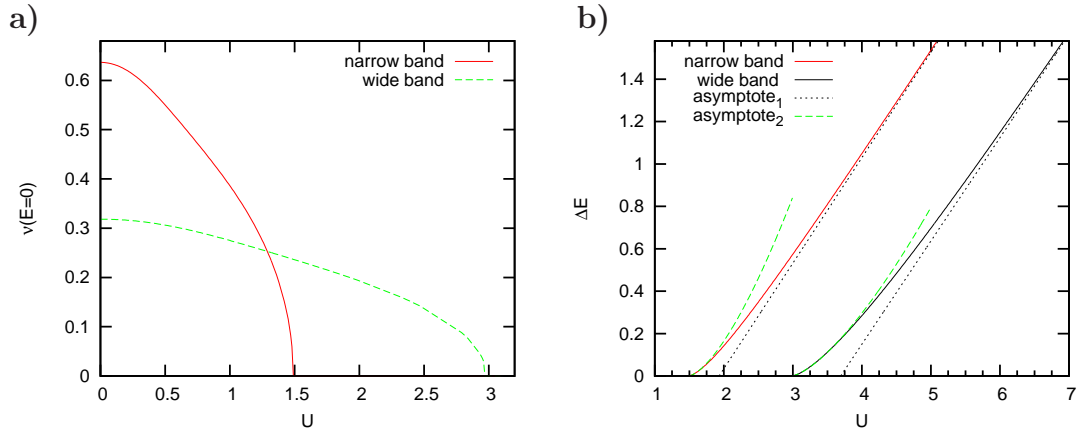 a)
narrow band
wide band
0.6
0.5
0.4
0.3
0.2
0.1
0
ν(E=0)
0 0.5 1 1.5 2 2.5 3
U
b)
narrow band
wide band
asymptote1
asymptote2
1.4
1.2
1
0.8
0.6
0.4
0.2
0
ΔE
1 2 3 4 5 6 7
U